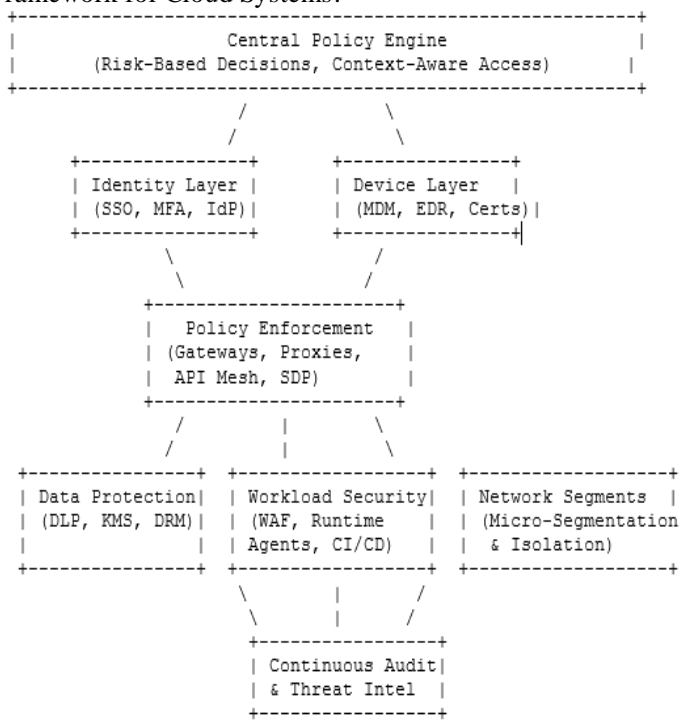 Framework for Cloud Systems:
Central Policy Engine
(Risk-Based Decisions, Context-Aware Access)
Identity Layer
(SSO, MFA, IdP)
Device Layer
(MDM, EDR, Certs)
Policy Enforcement
(Gateways, Proxies,
API Mesh, SDP)
Data Protection
(DLP, KMS, DRM)
Workload Security
(WAF, Runtime
Agents, CI/CD)
Network Segments
(Micro-Segmentation
& Isolation)
Continuous Audit
& Threat Intel